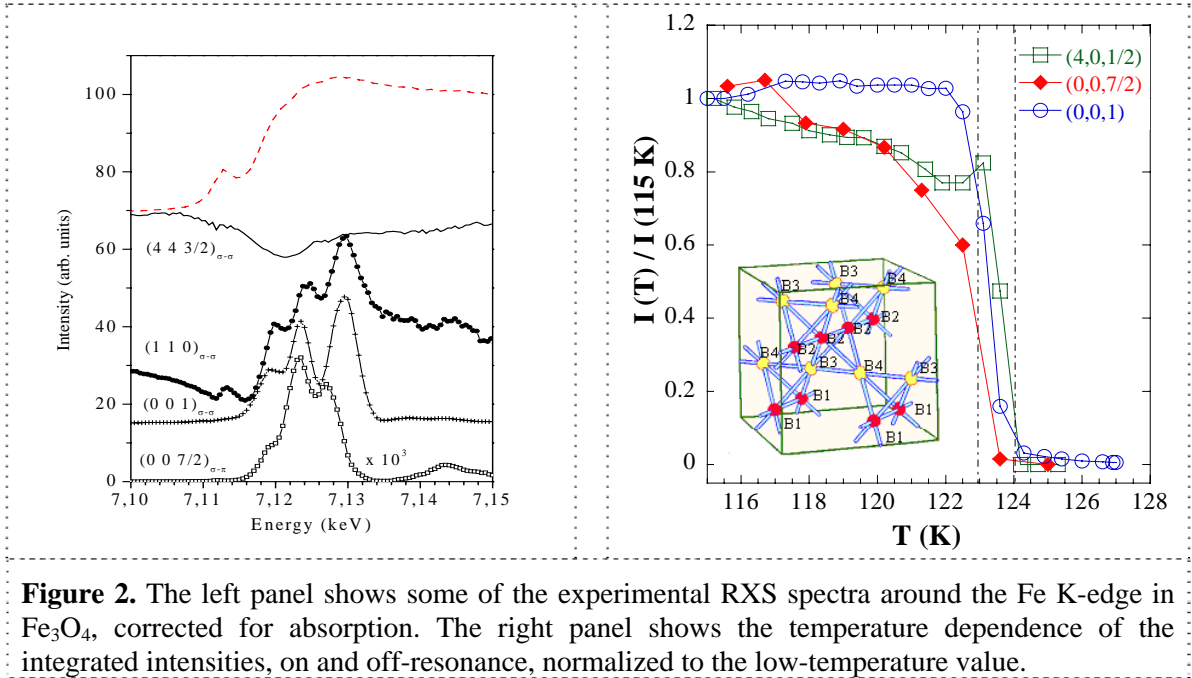 100
80
60
40
20
0
Intensity (arb. units)
(4 4 3/2)σ-σ
(1 1 0)σ-σ
(0 0 1)σ-σ
(0 0 7/2)σ-π
x 10³
7,10 7,11 7,12 7,13 7,14 7,15
Energy (keV)
1.2
1
0.8
0.6
0.4
0.2
0
I (T) / I (115 K)
(4,0,1/2)
(0,0,7/2)
(0,0,1)
B3
B4
B3
B4
B2
B2
B2
B2
B4
B3
B4
B3
B1
B1
B1
B1
116 118 120 122 124 126 128
T (K)
Figure 2. The left panel shows some of the experimental RXS spectra around the Fe K-edge in
Fe₃O₄, corrected for absorption. The right panel shows the temperature dependence of the
integrated intensities, on and off-resonance, normalized to the low-temperature value.